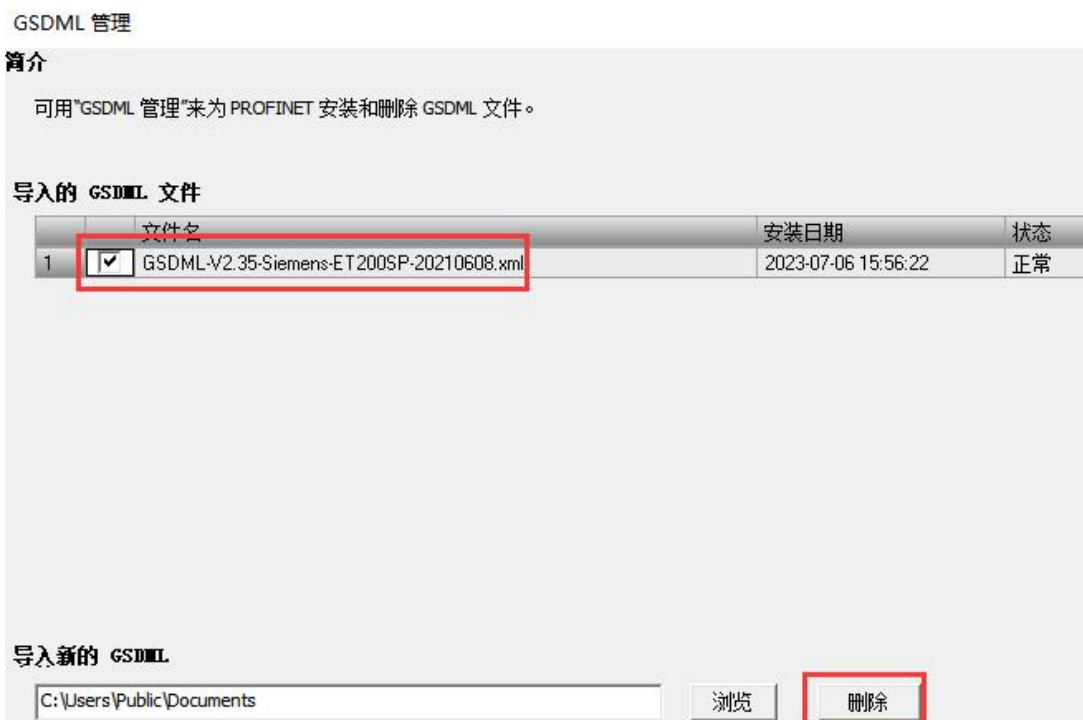 GSDML 管理
简介
可用"GSDML 管理"来为 PROFINET 安装和删除 GSDML 文件。
导入的 GSDML 文件
文件名 安装日期 状态
1 GSDML-V2.35-Siemens-ET200SP-20210608.xml 2023-07-06 15:56:22 正常
导入新的 GSDML
C:\Users\Public\Documents 浏览 删除